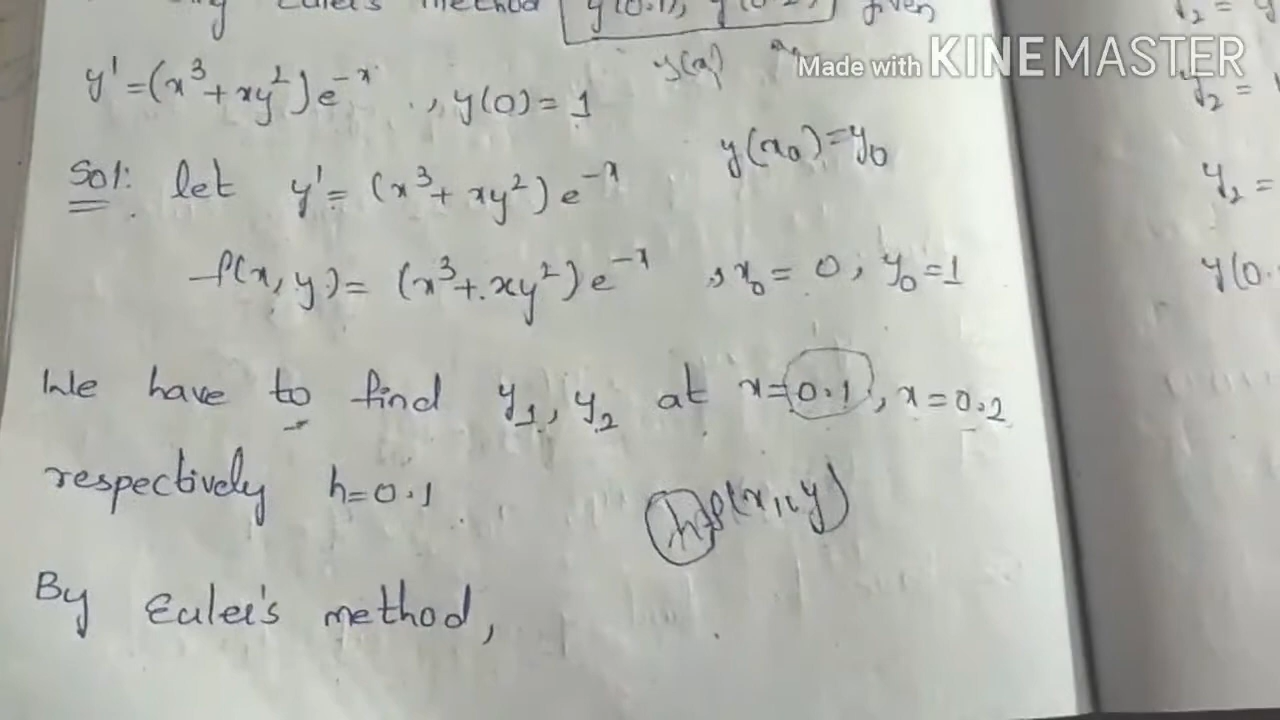 Euler's method y(0.1), y(0.2) given
y' = (x³ + xy²) e⁻ˣ , y(0) = 1
y(x₀) = y₀
Sol: let y' = (x³ + xy²) e⁻ˣ
f(x, y) = (x³ + xy²) e⁻ˣ , x₀ = 0, y₀ = 1
We have to find y₁, y₂ at x = 0.1, x = 0.2
respectively h = 0.1
By Euler's method,
Made with KINEMASTER
y₂ =
y₂ =
y(0.